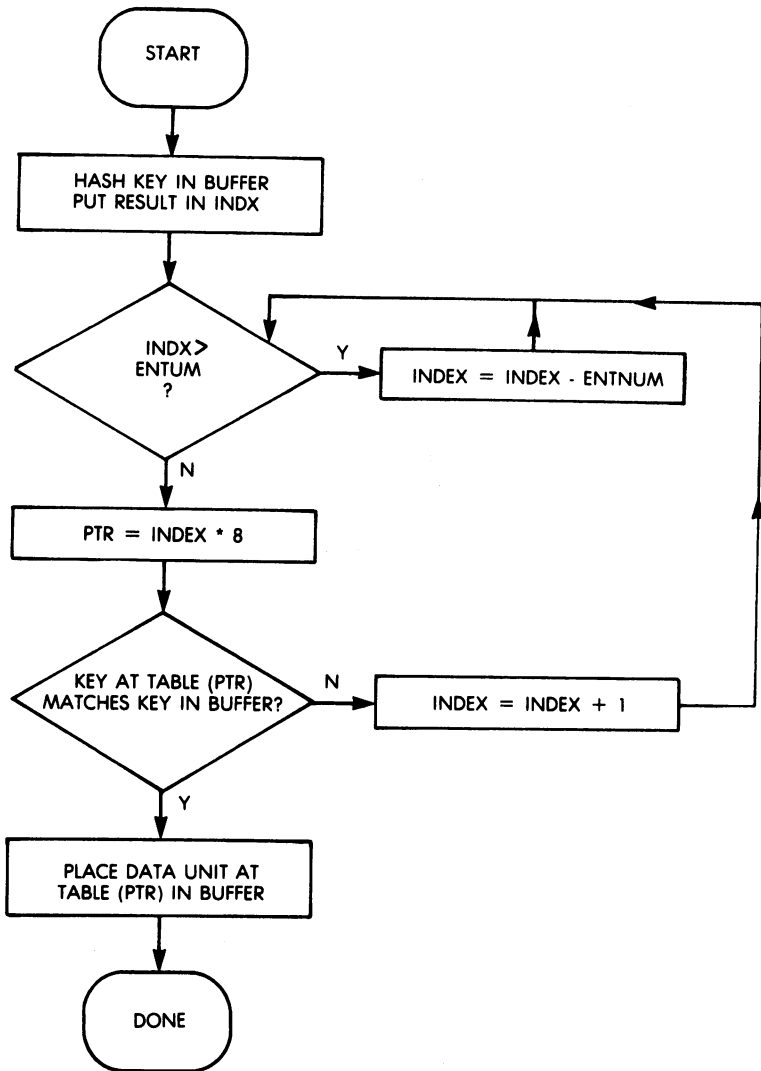 START
HASH KEY IN BUFFER
PUT RESULT IN INDX
INDX>
ENTUM
?
Y
INDEX = INDEX - ENTNUM
N
PTR = INDEX * 8
KEY AT TABLE (PTR)
MATCHES KEY IN BUFFER?
N
INDEX = INDEX + 1
Y
PLACE DATA UNIT AT
TABLE (PTR) IN BUFFER
DONE